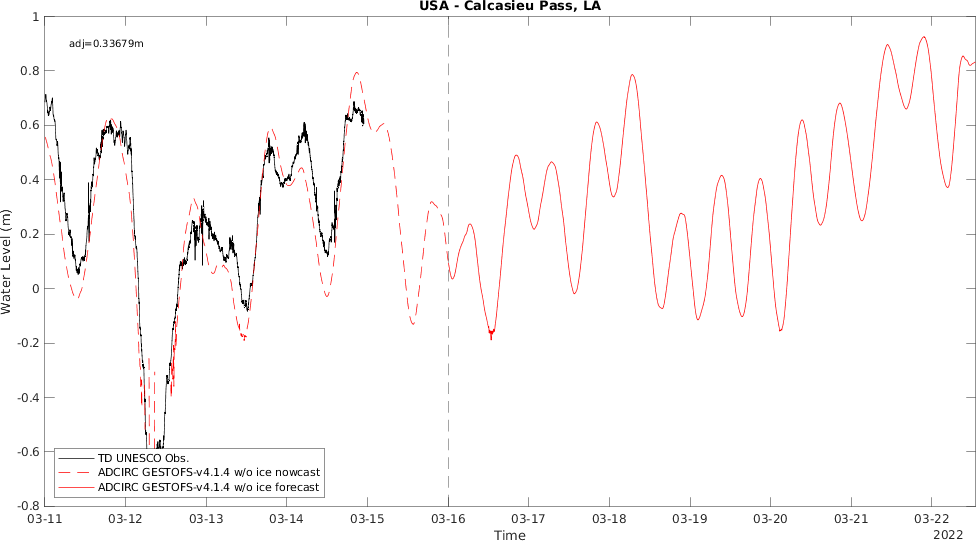 USA - Calcasieu Pass, LA
adj=0.33679m
1
0.8
0.6
0.4
0.2
0
-0.2
-0.4
-0.6
-0.8
Water Level (m)
TD UNESCO Obs.
ADCIRC GESTOFS-v4.1.4 w/o ice nowcast
ADCIRC GESTOFS-v4.1.4 w/o ice forecast
03-11 03-12 03-13 03-14 03-15 03-16 03-17 03-18 03-19 03-20 03-21 03-22
Time
2022